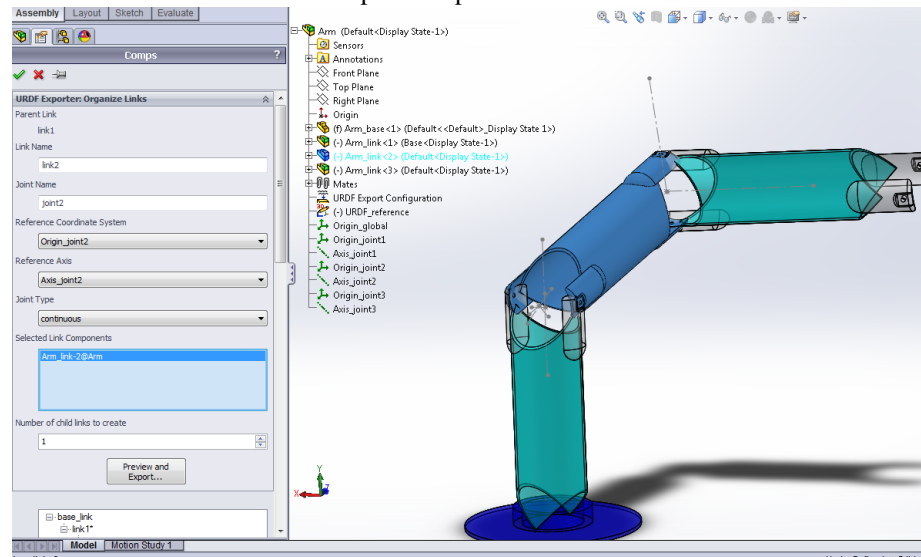 Assembly Layout Sketch Evaluate
Comps ?
URDF Exporter: Organize Links
Parent Link
link1
Link Name
link2
Joint Name
joint2
Reference Coordinate System
Origin_joint2
Reference Axis
Axis_joint2
Joint Type
continuous
Selected Link Components
Arm_link-2@Arm
Number of child links to create
1
Preview and
Export...
base_link
link1*
Model Motion Study 1
Arm (Default<Display State-1>)
Sensors
A Annotations
Front Plane
Top Plane
Right Plane
Origin
(f) Arm_base<1> (Default<<Default>_Display State 1>)
(-) Arm_link<1> (Base<Display State-1>)
(-) Arm_link<2> (Default<Display State-1>)
(-) Arm_link<3> (Default<Display State-1>)
Mates
URDF Export Configuration
(-) URDF_reference
Origin_global
Origin_joint1
Axis_joint1
Origin_joint2
Axis_joint2
Origin_joint3
Axis_joint3
Y
X Z